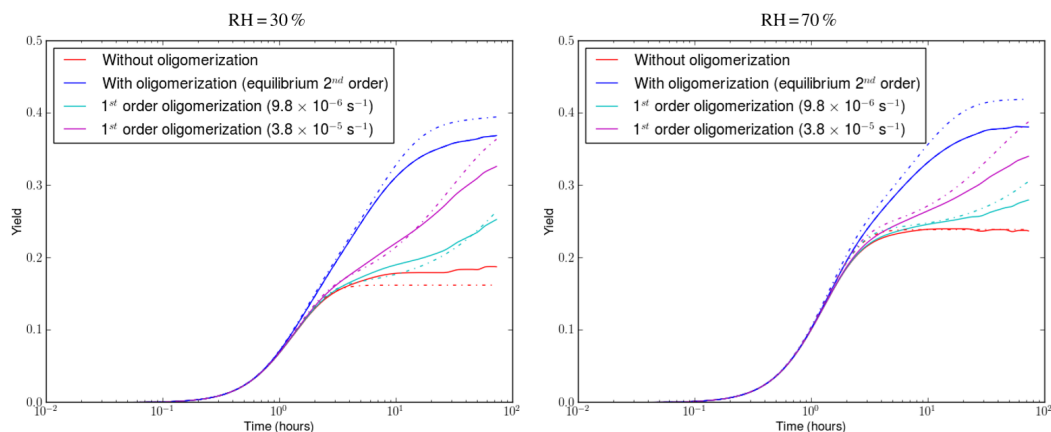 RH = 30 %
0.5
0.4
0.3
0.2
0.1
0.0
Yield
Without oligomerization
With oligomerization (equilibrium 2nd order)
1st order oligomerization (9.8 × 10−6 s−1)
1st order oligomerization (3.8 × 10−5 s−1)
10−2
10−1
100
101
102
Time (hours)
RH = 70 %
0.5
0.4
0.3
0.2
0.1
0.0
Yield
Without oligomerization
With oligomerization (equilibrium 2nd order)
1st order oligomerization (9.8 × 10−6 s−1)
1st order oligomerization (3.8 × 10−5 s−1)
10−2
10−1
100
101
102
Time (hours)